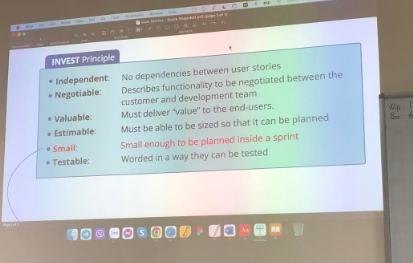 INVEST Principle
Independent: No dependencies between user stories
Negotiable: Describes functionality to be negotiated between the
customer and development team
Valuable: Must deliver "value" to the end-users.
Estimable: Must be able to be sized so that it can be planned
Small: Small enough to be planned inside a sprint
Testable: Worded in a way they can be tested